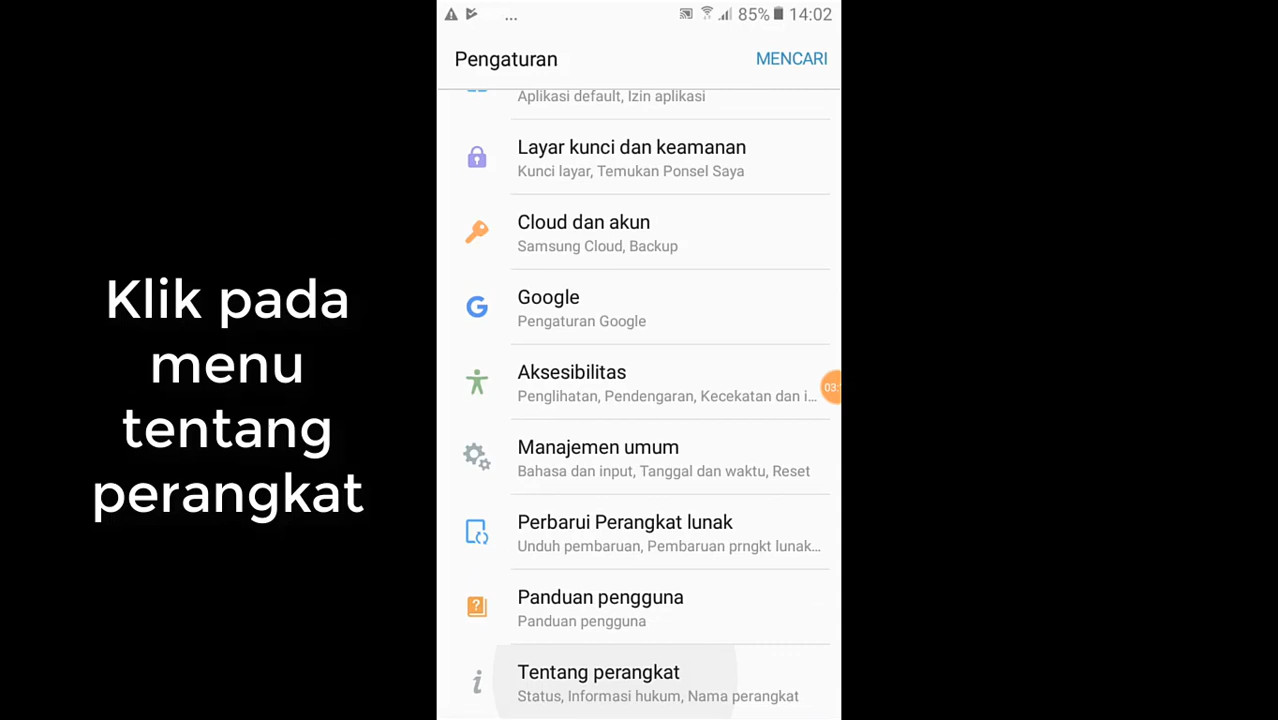 ... 85% 14:02
Pengaturan MENCARI
Aplikasi default, Izin aplikasi
Layar kunci dan keamanan
Kunci layar, Temukan Ponsel Saya
Cloud dan akun
Samsung Cloud, Backup
Google
Pengaturan Google
Aksesibilitas
Penglihatan, Pendengaran, Kecekatan dan i...
Manajemen umum
Bahasa dan input, Tanggal dan waktu, Reset
Perbarui Perangkat lunak
Unduh pembaruan, Pembaruan prngkt lunak...
Panduan pengguna
Panduan pengguna
Tentang perangkat
Status, Informasi hukum, Nama perangkat
Klik pada
menu
tentang
perangkat